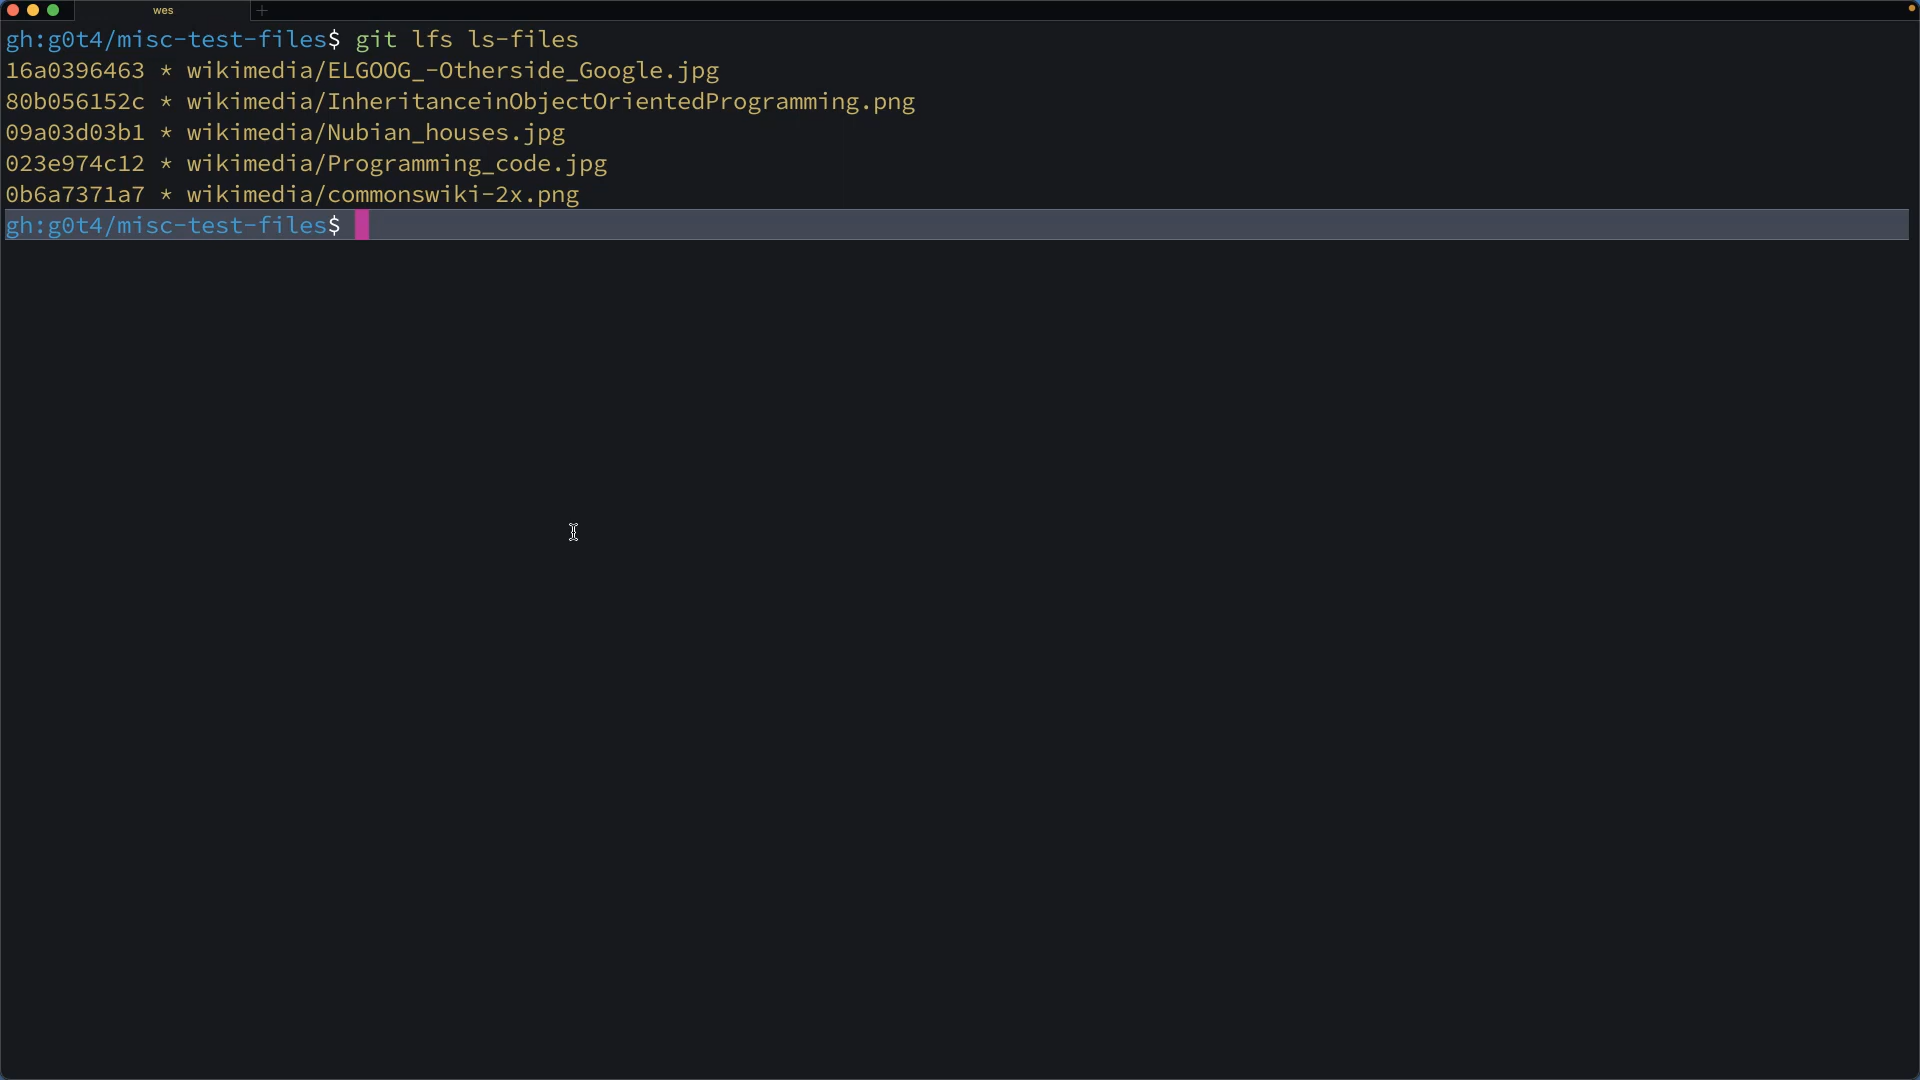 wes
gh:g0t4/misc-test-files$ git lfs ls-files
16a0396463 * wikimedia/ELGOOG_-Otherside_Google.jpg
80b056152c * wikimedia/InheritanceinObjectOrientedProgramming.png
09a03d03b1 * wikimedia/Nubian_houses.jpg
023e974c12 * wikimedia/Programming_code.jpg
0b6a7371a7 * wikimedia/commonswiki-2x.png
gh:g0t4/misc-test-files$